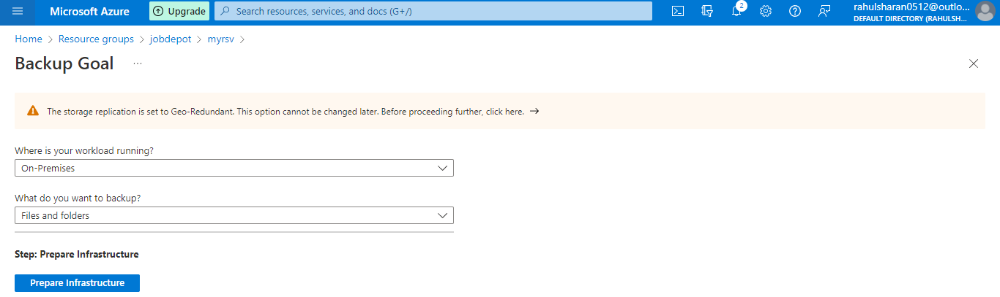 Microsoft Azure
Upgrade
Search resources, services, and docs (G+/)
2
rahulsharan0512@outlo...
DEFAULT DIRECTORY (RAHULSH...
Home > Resource groups > jobdepot > myrsv >
Backup Goal ...
The storage replication is set to Geo-Redundant. This option cannot be changed later. Before proceeding further, click here. →
Where is your workload running?
On-Premises
What do you want to backup?
Files and folders
Step: Prepare Infrastructure
Prepare Infrastructure